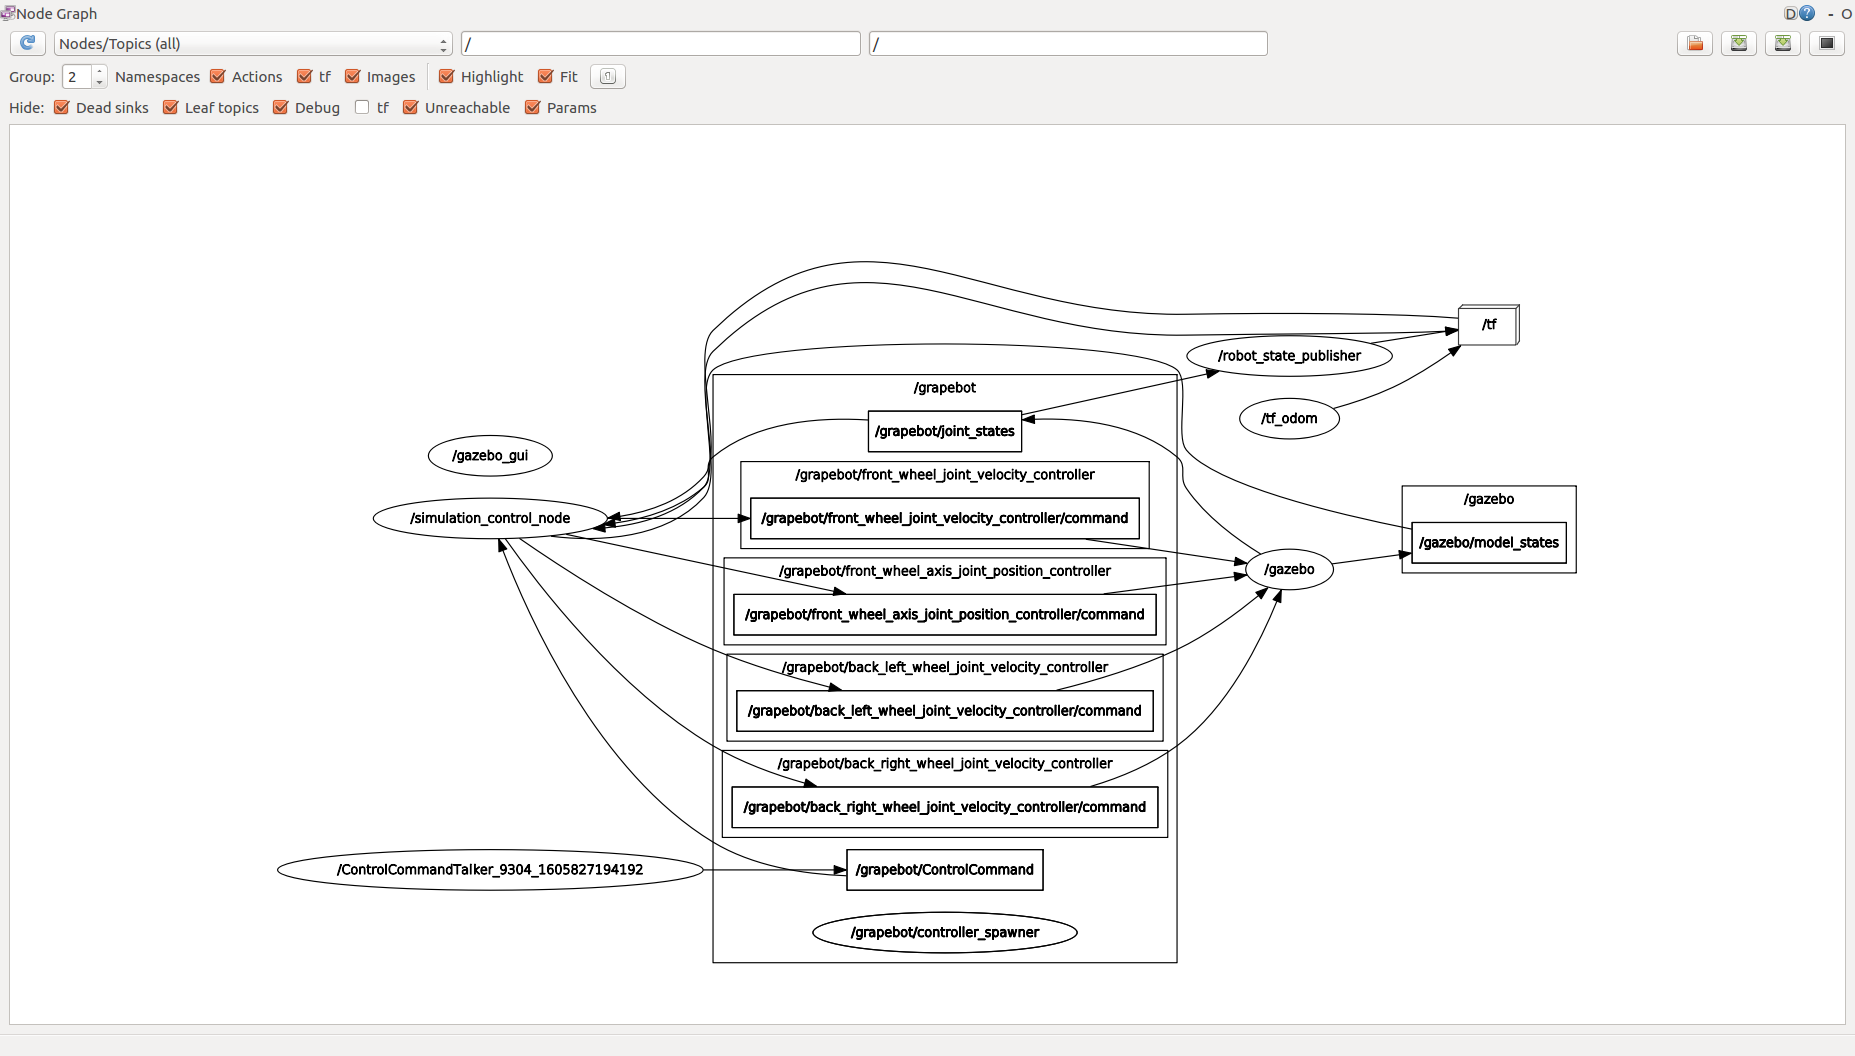 Node Graph
D ? - O
Nodes/Topics (all) / /
Group: 2 Namespaces Actions tf Images Highlight Fit
Hide: Dead sinks Leaf topics Debug tf Unreachable Params
/tf
/robot_state_publisher
/grapebot
/tf_odom
/grapebot/joint_states
/gazebo_gui
/grapebot/front_wheel_joint_velocity_controller
/gazebo
/simulation_control_node
/grapebot/front_wheel_joint_velocity_controller/command
/gazebo/model_states
/grapebot/front_wheel_axis_joint_position_controller
/gazebo
/grapebot/front_wheel_axis_joint_position_controller/command
/grapebot/back_left_wheel_joint_velocity_controller
/grapebot/back_left_wheel_joint_velocity_controller/command
/grapebot/back_right_wheel_joint_velocity_controller
/grapebot/back_right_wheel_joint_velocity_controller/command
/ControlCommandTalker_9304_1605827194192
/grapebot/ControlCommand
/grapebot/controller_spawner